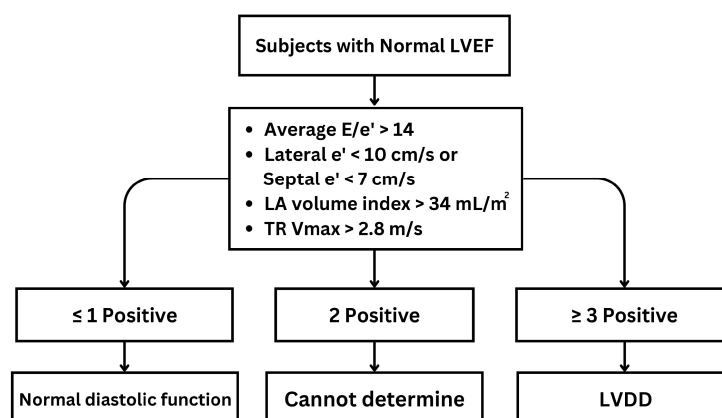 Subjects with Normal LVEF
• Average E/e' > 14
• Lateral e' < 10 cm/s or
Septal e' < 7 cm/s
• LA volume index > 34 mL/m²
• TR Vmax > 2.8 m/s
≤ 1 Positive
2 Positive
≥ 3 Positive
Normal diastolic function
Cannot determine
LVDD